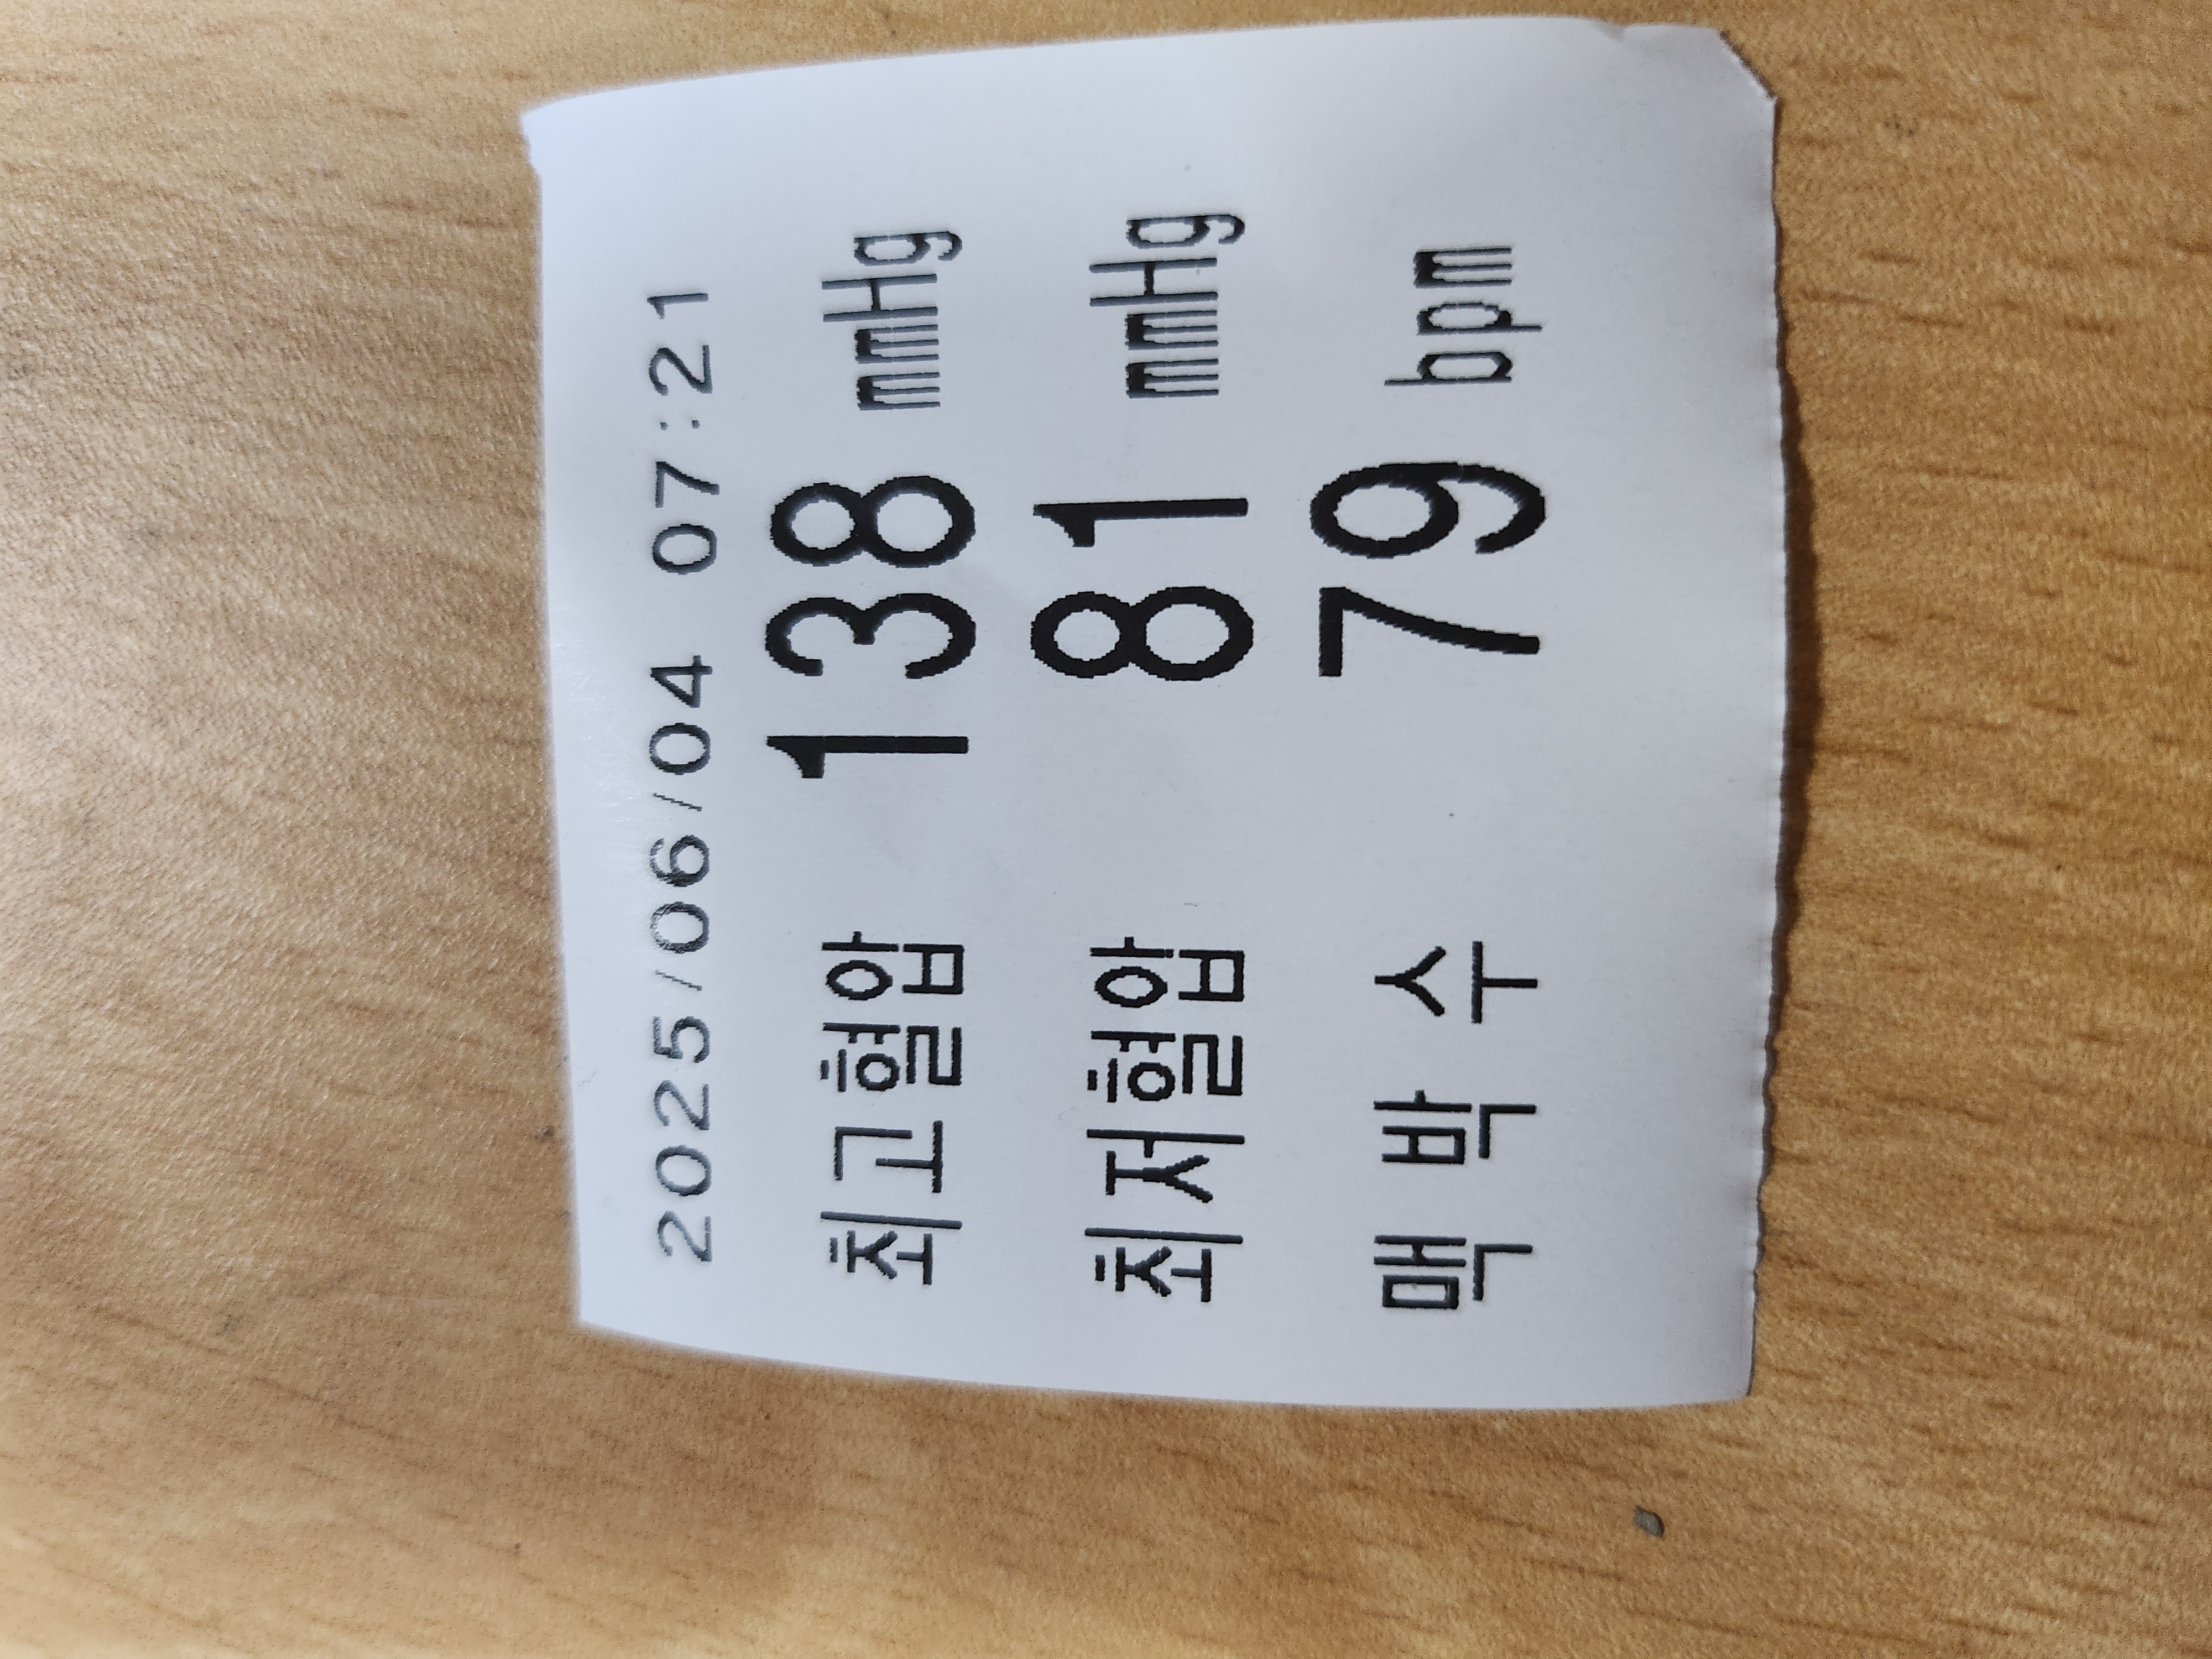 2025/06/04 07:21
최고혈압 138 mmHg
최저혈압 81 mmHg
맥 박 수 79 bpm